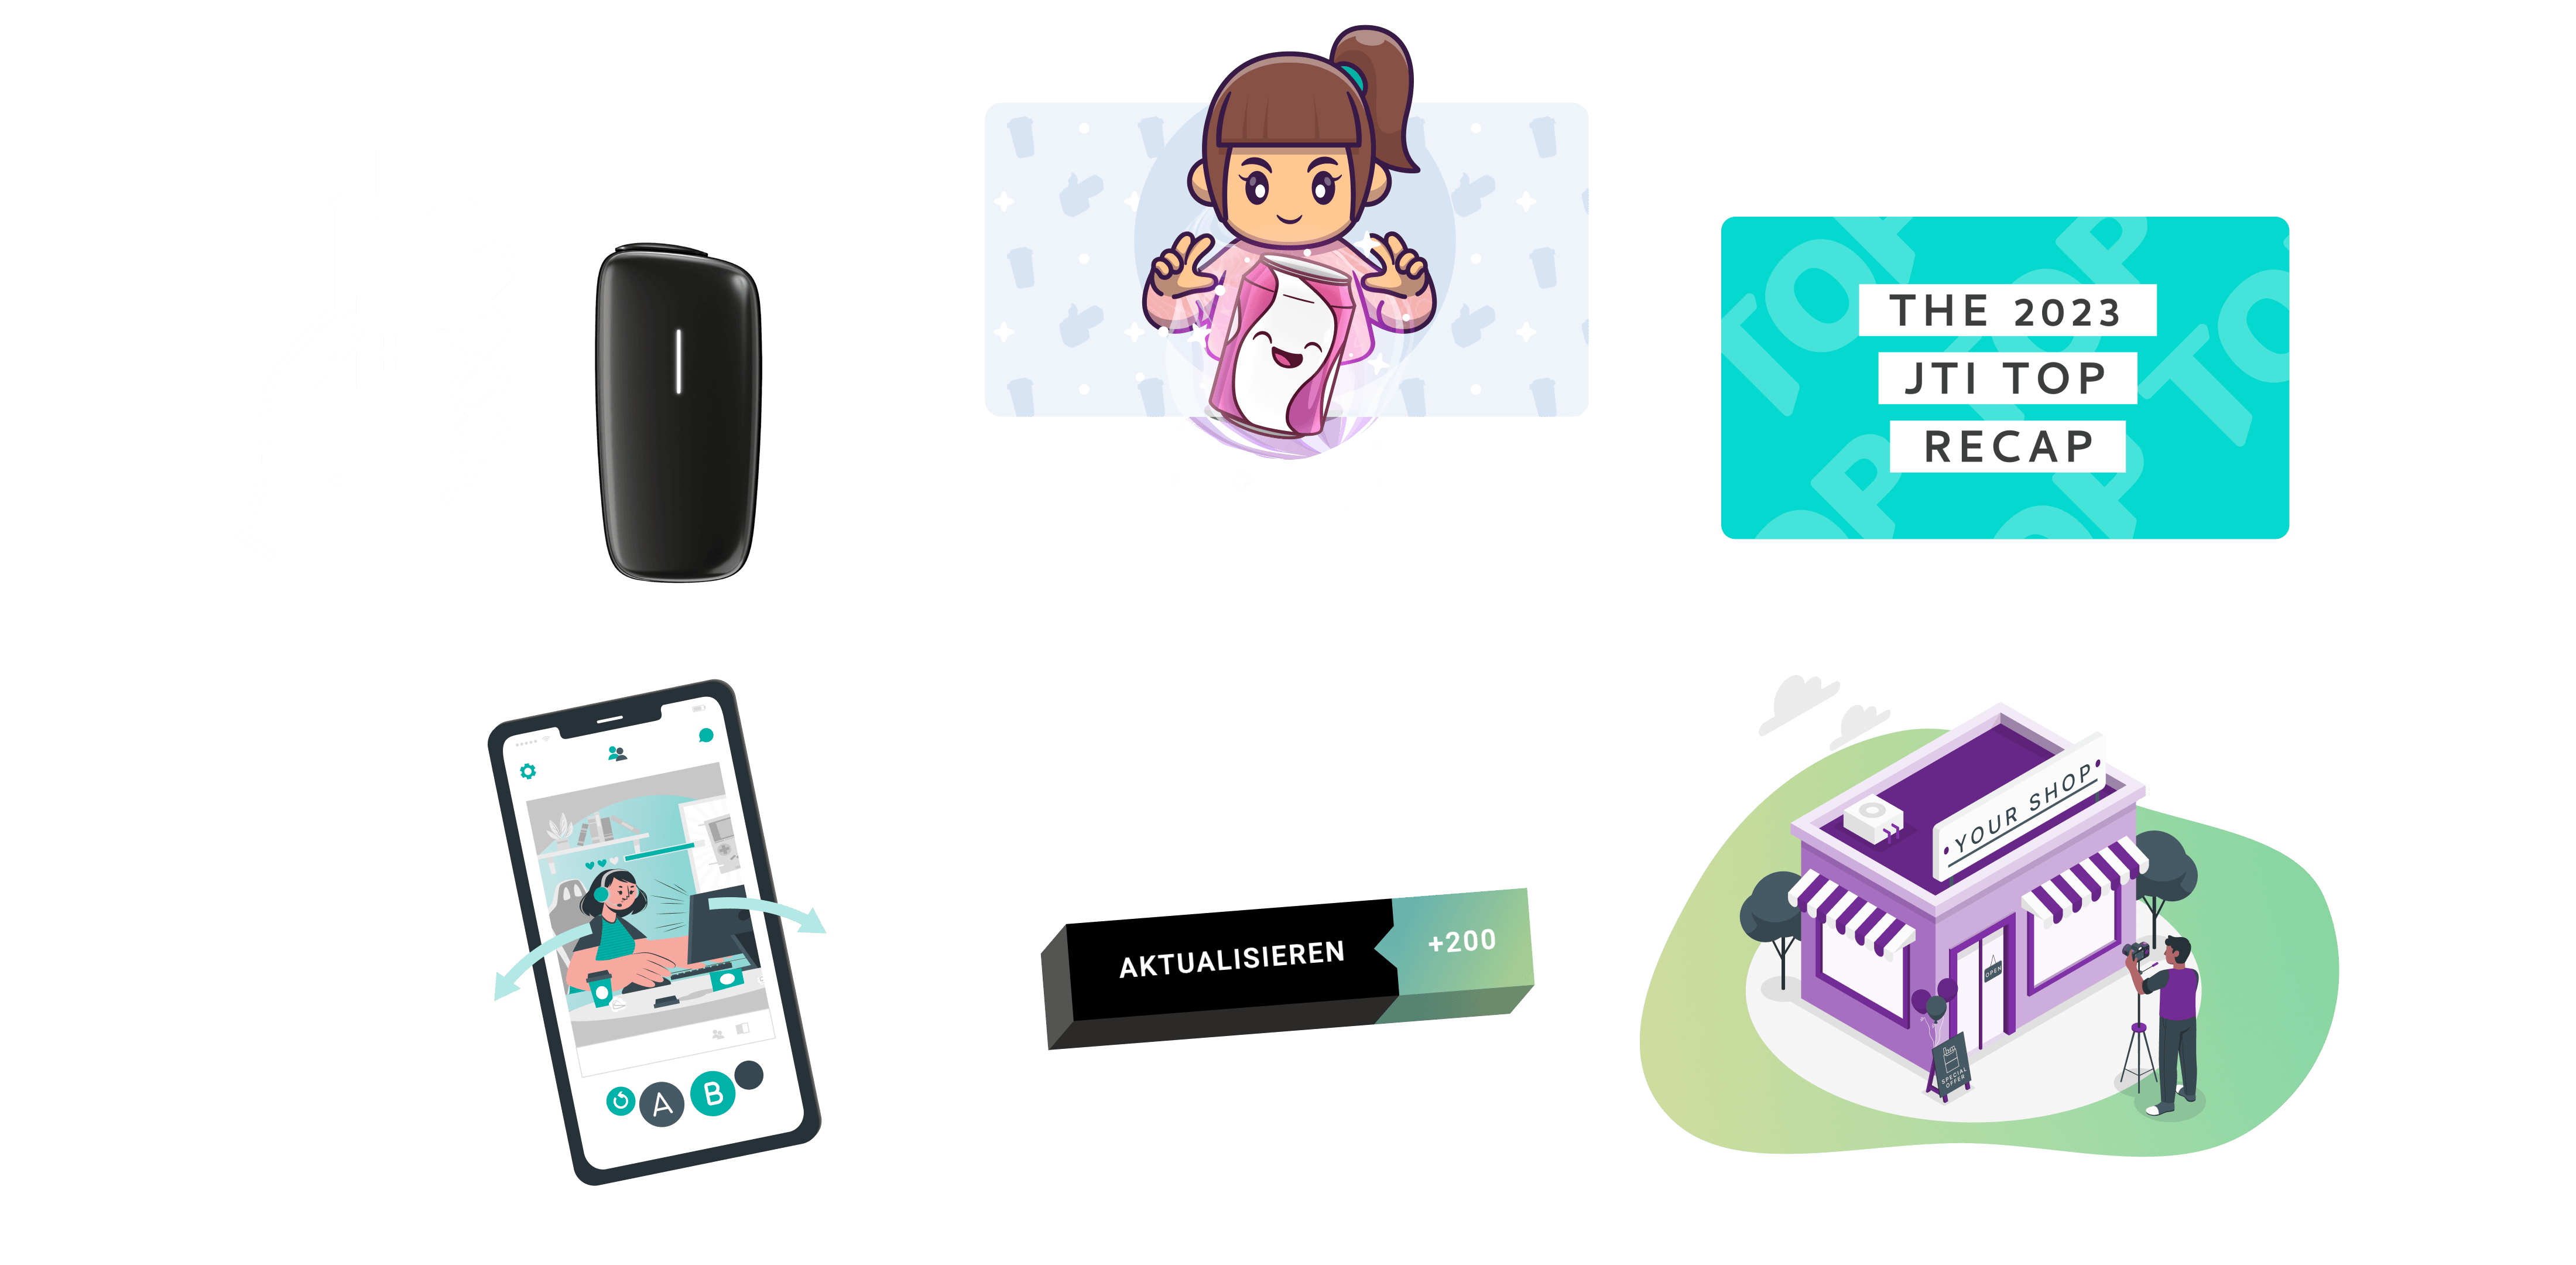 THE 2023
JTI TOP
RECAP
YOUR SHOP
OPEN
SPECIAL
OFFER
A B
AKTUALISIEREN +200